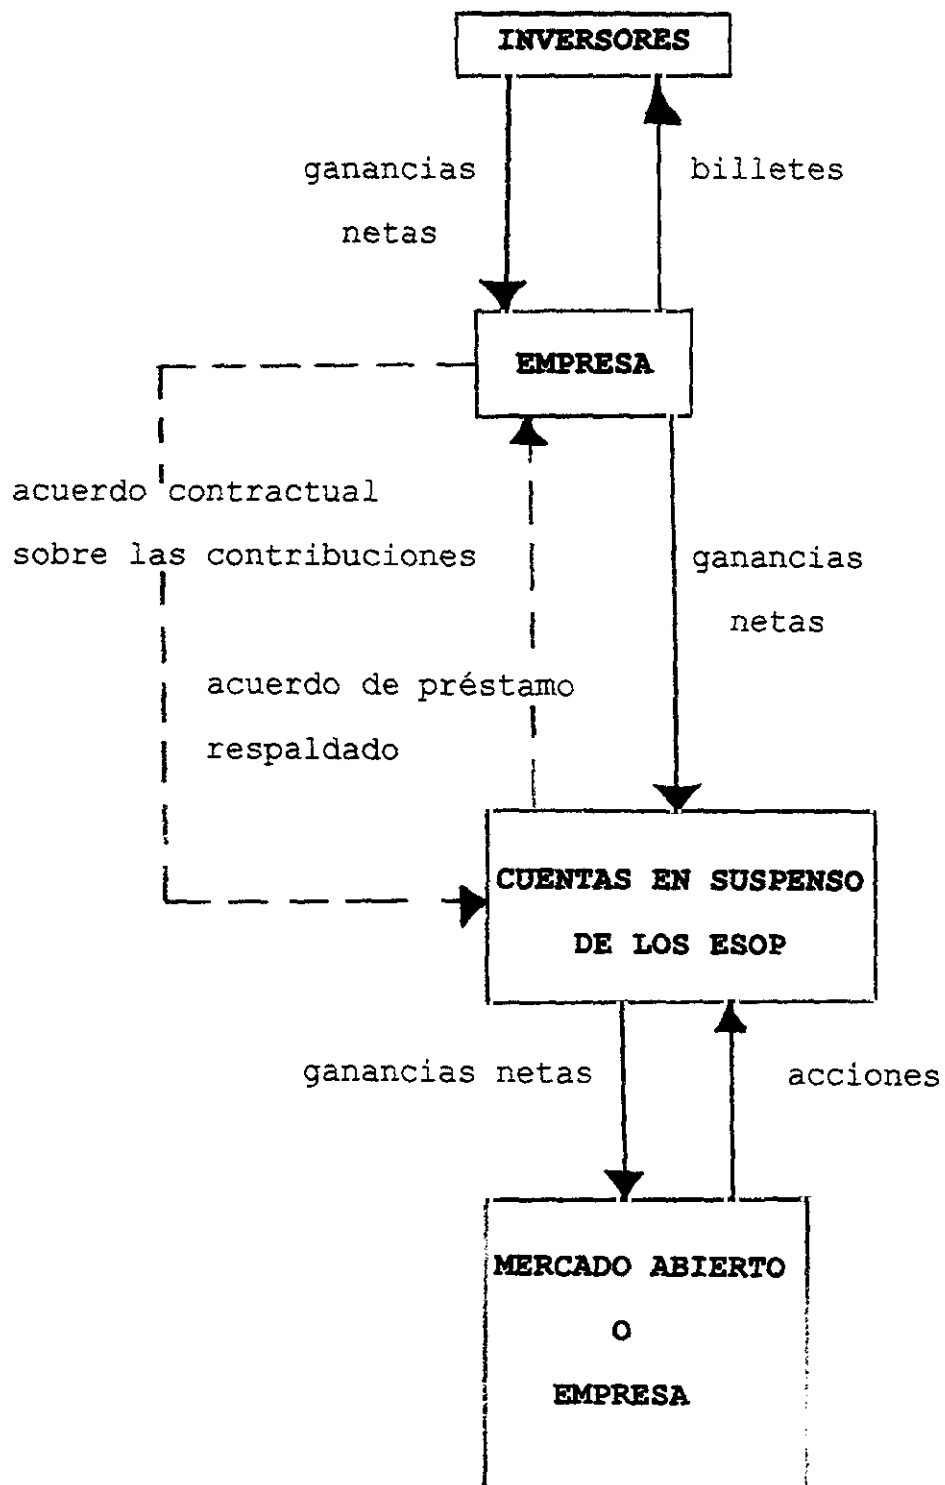 INVERSORES
ganancias
netas
billetes
EMPRESA
acuerdo contractual
sobre las contribuciones
ganancias
netas
acuerdo de préstamo
respaldado
CUENTAS EN SUSPENSO
DE LOS ESOP
ganancias netas
acciones
MERCADO ABIERTO
O
EMPRESA